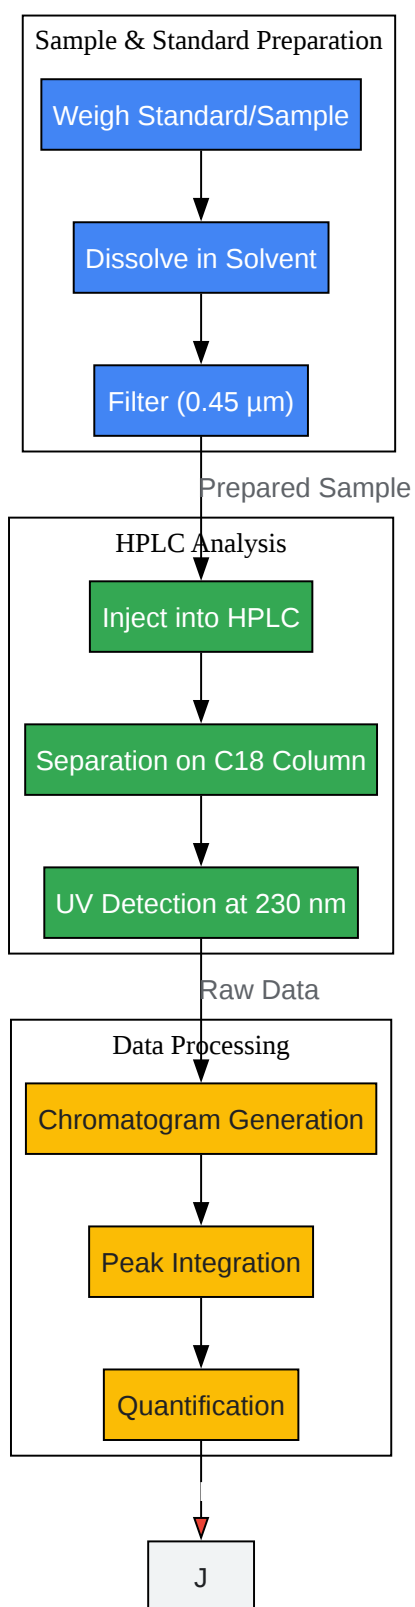 Sample & Standard Preparation
Weigh Standard/Sample
Dissolve in Solvent
Filter (0.45 µm)
Prepared Sample
HPLC Analysis
Inject into HPLC
Separation on C18 Column
UV Detection at 230 nm
Raw Data
Data Processing
Chromatogram Generation
Peak Integration
Quantification
J